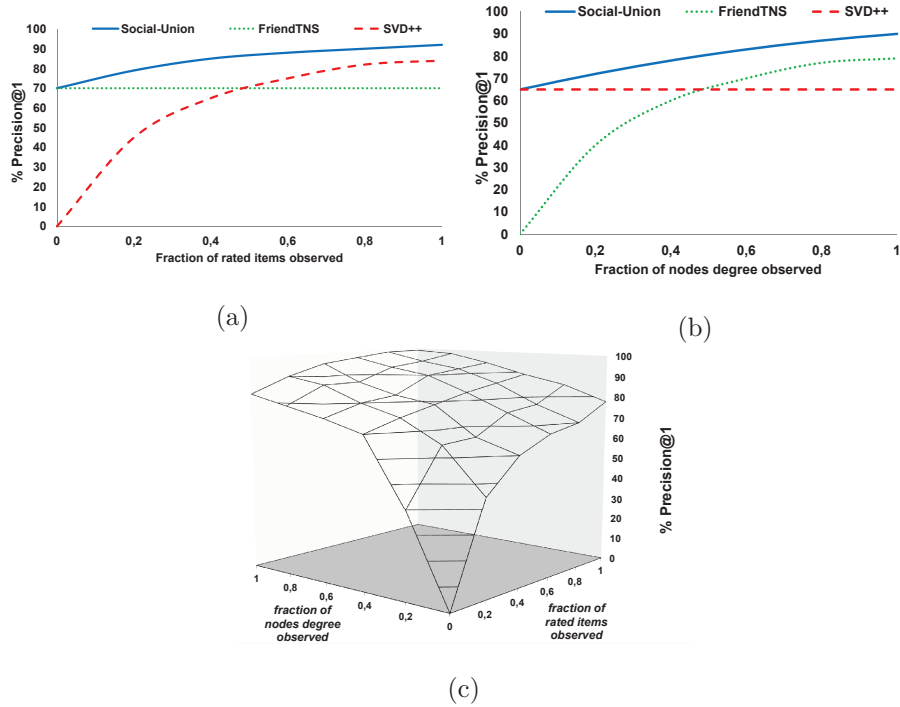 Social-Union FriendTNS SVD++
% Precision@1
100
90
80
70
60
50
40
30
20
10
0
0 0,2 0,4 0,6 0,8 1
Fraction of rated items observed
(a)
Social-Union FriendTNS SVD++
% Precision@1
100
90
80
70
60
50
40
30
20
10
0
0 0,2 0,4 0,6 0,8 1
Fraction of nodes degree observed
(b)
100
90
80
70
60
50
40
30
20
10
0
% Precision@1
1 0,8 0,6 0,4 0,2 0 0,2 0,4 0,6 0,8 1
fraction of
nodes degree
observed
fraction of
rated items
observed
(c)